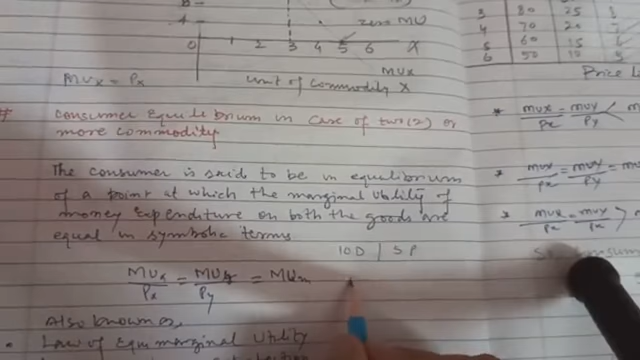 zero MU
0 1 2 3 4 5 6 X
MUx
unit of commodity X
MUx = Px
# Consumer Equilebrium in case of two(2) or
more commodity
The consumer is said to be in equilibrium
of a point at which the marginal utility of
money expenditure on both the goods are
equal in symbolic terms
10D | 5P
MUx/Px = MUy/Py = MUm
Also known as,
• Law of Equimarginal Utility
3 80 25
4 70 20
5 60 15
6 50 10
Price
* MUx/Px = MUy/Py
* MUx/Px = MUy/Py = m
* MUx/Px = MUy/Px >